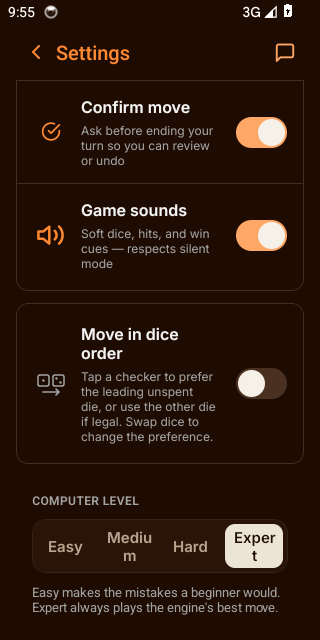 9:55
3G
Settings
Confirm move
Ask before ending your
turn so you can review
or undo
Game sounds
Soft dice, hits, and win
cues — respects silent
mode
Move in dice
order
Tap a checker to prefer
the leading unspent
die, or use the other die
if legal. Swap dice to
change the preference.
COMPUTER LEVEL
Easy
Mediu
m
Hard
Exper
t
Easy makes the mistakes a beginner would.
Expert always plays the engine's best move.